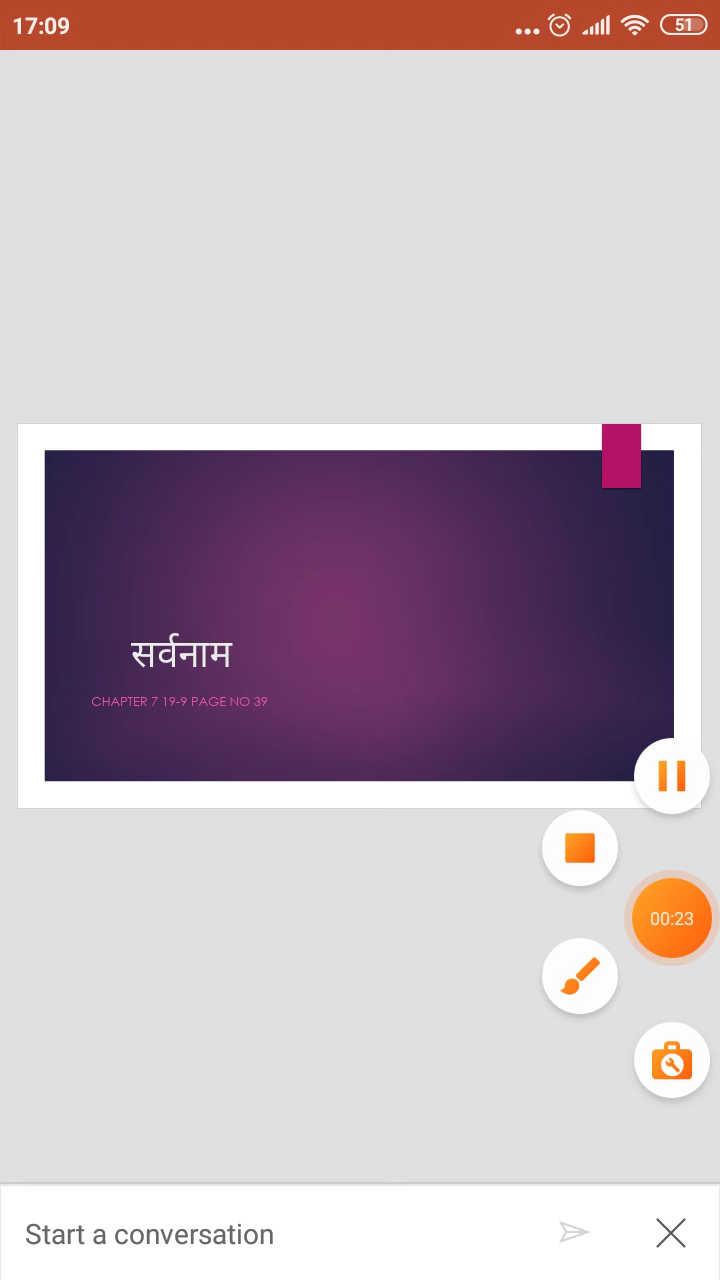 17:09
51
सर्वनाम
CHAPTER 7 19-9 PAGE NO 39
00:23
Start a conversation